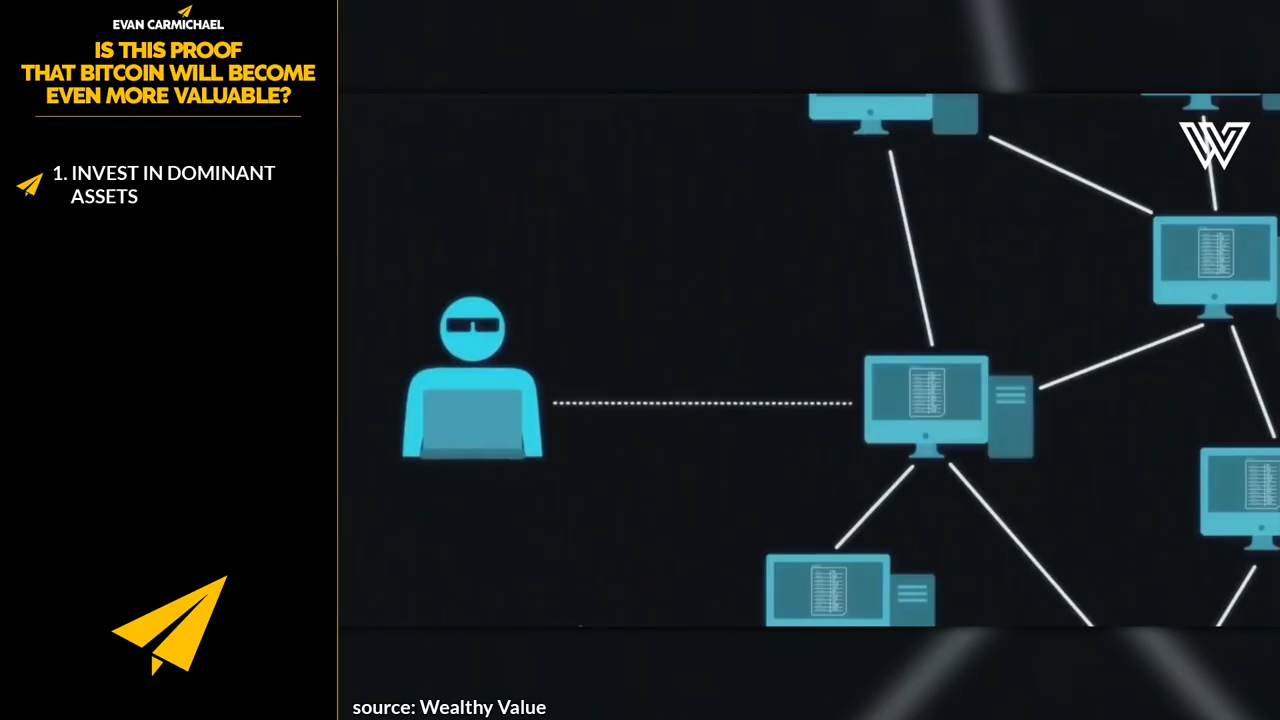 EVAN CARMICHAEL
IS THIS PROOF
THAT BITCOIN WILL BECOME
EVEN MORE VALUABLE?
1. INVEST IN DOMINANT
ASSETS
W
source: Wealthy Value